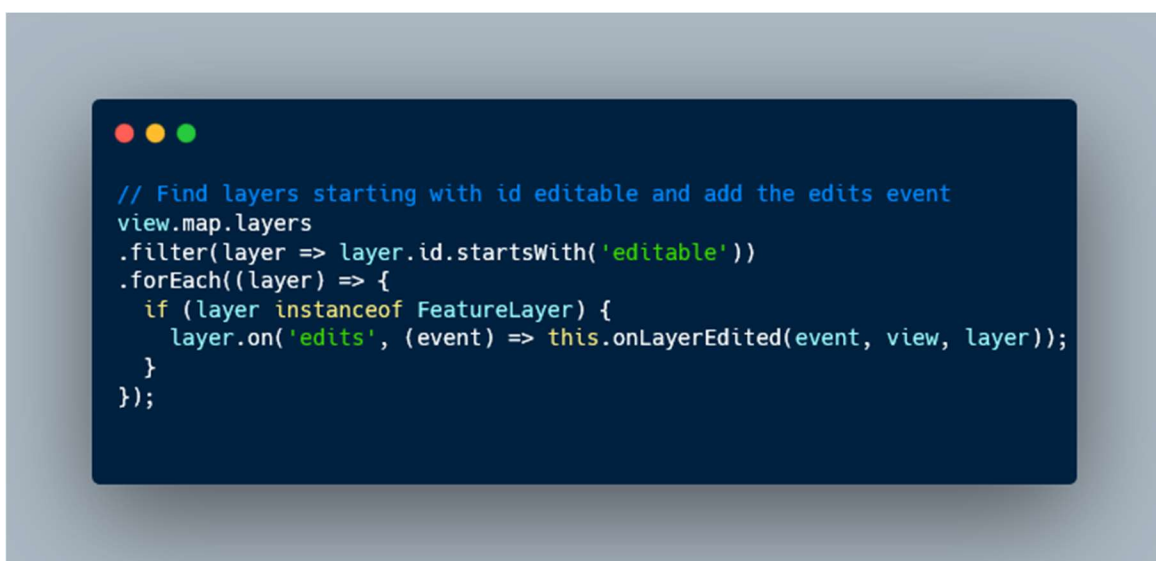 // Find layers starting with id editable and add the edits event
view.map.layers
.filter(layer => layer.id.startsWith('editable'))
.forEach((layer) => {
  if (layer instanceof FeatureLayer) {
    layer.on('edits', (event) => this.onLayerEdited(event, view, layer));
  }
});